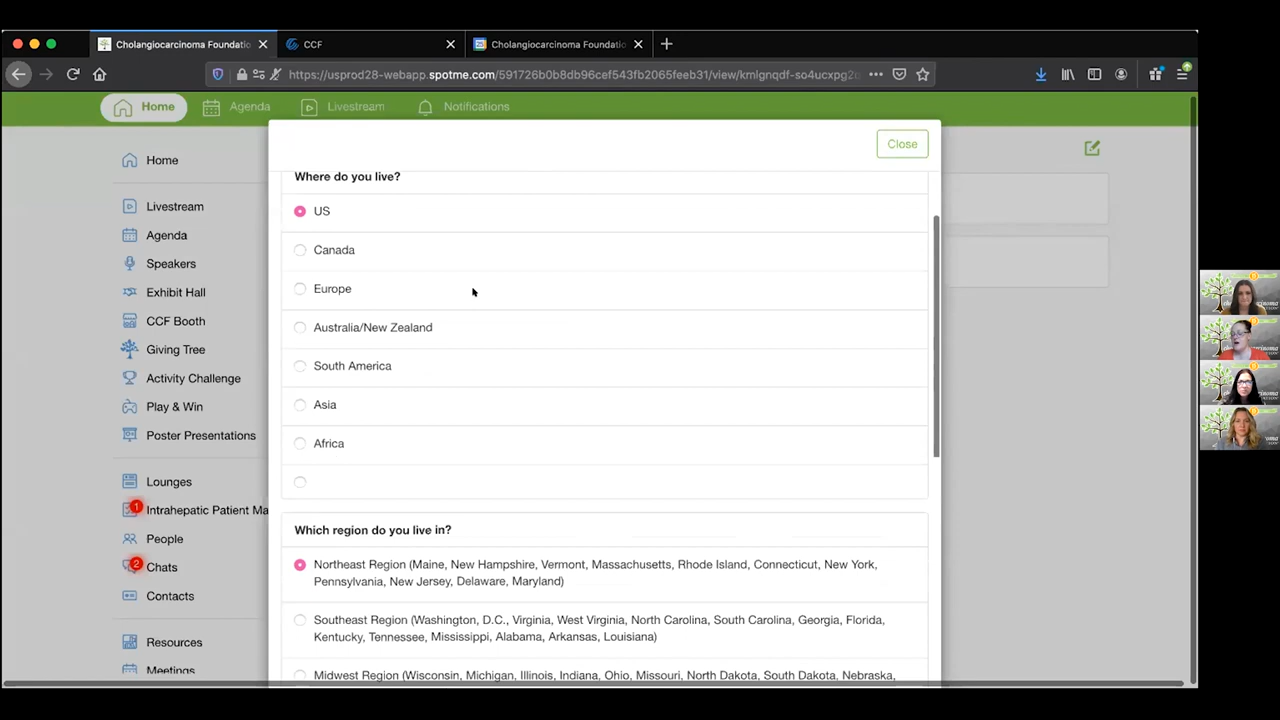 Cholangiocarcinoma Foundatio
CCF
Cholangiocarcinoma Foundation
https://usprod28-webapp.spotme.com/591726b0b8db96cef543fb2065feeb31/view/kmlgnqdf-so4ucxpg2
Home
Agenda
Livestream
Notifications
Close
Home
Livestream
Agenda
Speakers
Exhibit Hall
CCF Booth
Giving Tree
Activity Challenge
Play & Win
Poster Presentations
Lounges
1
Intrahepatic Patient Ma
People
2
Chats
Contacts
Resources
Meetings
Where do you live?
US
Canada
Europe
Australia/New Zealand
South America
Asia
Africa
Which region do you live in?
Northeast Region (Maine, New Hampshire, Vermont, Massachusetts, Rhode Island, Connecticut, New York,
Pennsylvania, New Jersey, Delaware, Maryland)
Southeast Region (Washington, D.C., Virginia, West Virginia, North Carolina, South Carolina, Georgia, Florida,
Kentucky, Tennessee, Mississippi, Alabama, Arkansas, Louisiana)
Midwest Region (Wisconsin, Michigan, Illinois, Indiana, Ohio, Missouri, North Dakota, South Dakota, Nebraska,